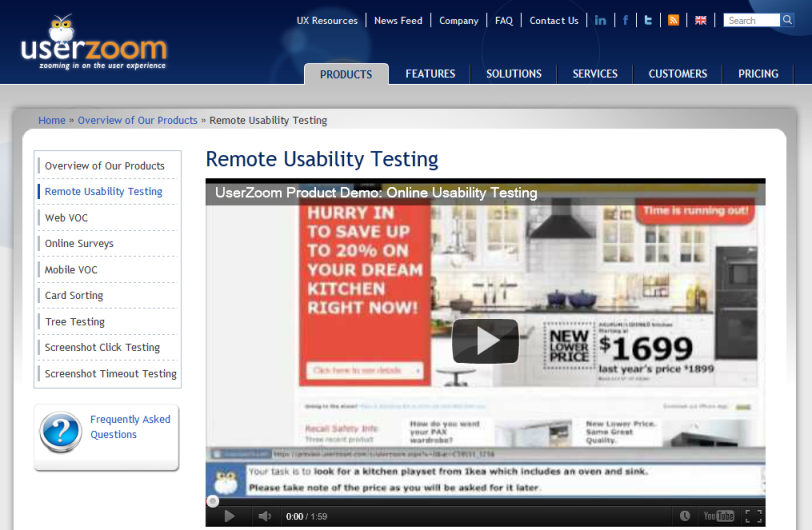 UX Resources News Feed Company FAQ Contact Us in f t Search
userzoom
zooming in on the user experience
PRODUCTS FEATURES SOLUTIONS SERVICES CUSTOMERS PRICING
Home » Overview of Our Products » Remote Usability Testing
Overview of Our Products
Remote Usability Testing
Web VOC
Online Surveys
Mobile VOC
Card Sorting
Tree Testing
Screenshot Click Testing
Screenshot Timeout Testing
Frequently Asked
Questions
Remote Usability Testing
UserZoom Product Demo: Online Usability Testing
HURRY IN
TO SAVE UP
TO 20% ON
YOUR DREAM
KITCHEN
RIGHT NOW!
Click here to see details
Time is running out!
NEW
LOWER
PRICE
Starting at
$1699
last year's price $1899
Recall Safety Info
Three recent product
How do you want
your PAX
wardrobe?
New Lower Price.
Same Great
Quality.
Your task is to look for a kitchen playset from Ikea which includes an oven and sink.
Please take note of the price as you will be asked for it later.
0:00 / 1:59
YouTube